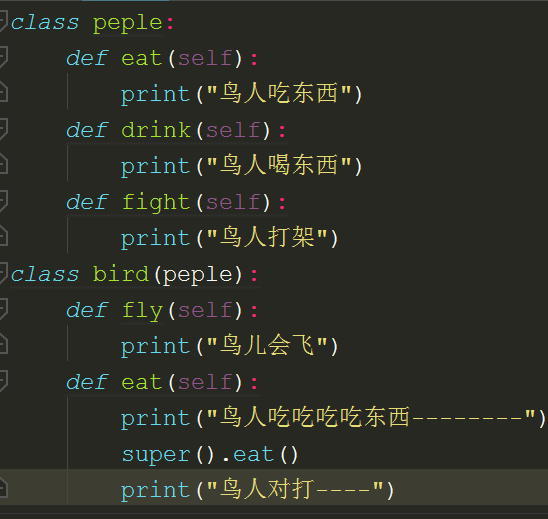 class peple:
    def eat(self):
        print("鸟人吃东西")
    def drink(self):
        print("鸟人喝东西")
    def fight(self):
        print("鸟人打架")
class bird(peple):
    def fly(self):
        print("鸟儿会飞")
    def eat(self):
        print("鸟人吃吃吃吃东西--------")
        super().eat()
        print("鸟人对打----")